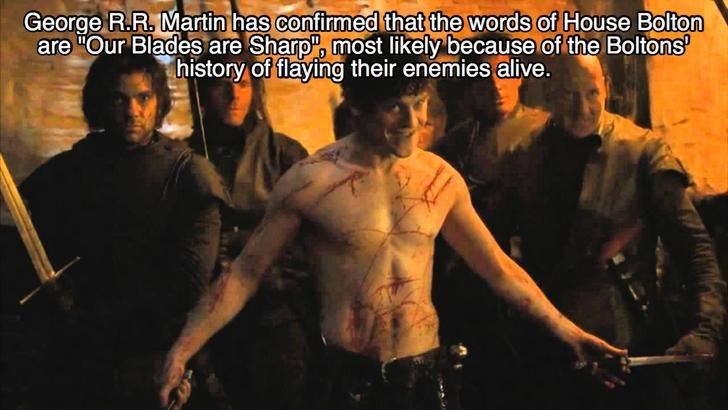 George R.R. Martin has confirmed that the words of House Bolton
are "Our Blades are Sharp", most likely because of the Boltons'
history of flaying their enemies alive.